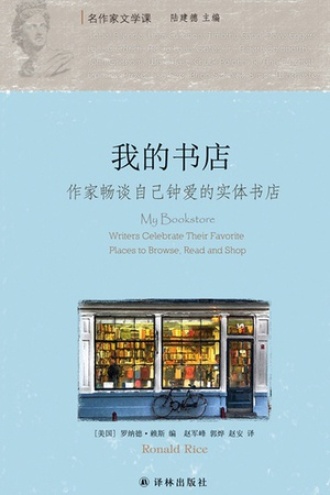 名作家文学课 陆建德 主编
我的书店
作家畅谈自己钟爱的实体书店
My Bookstore
Writers Celebrate Their Favorite
Places to Browse, Read and Shop
[美国] 罗纳德·赖斯 编 赵军峰 郭烨 赵安 译
Ronald Rice
译林出版社